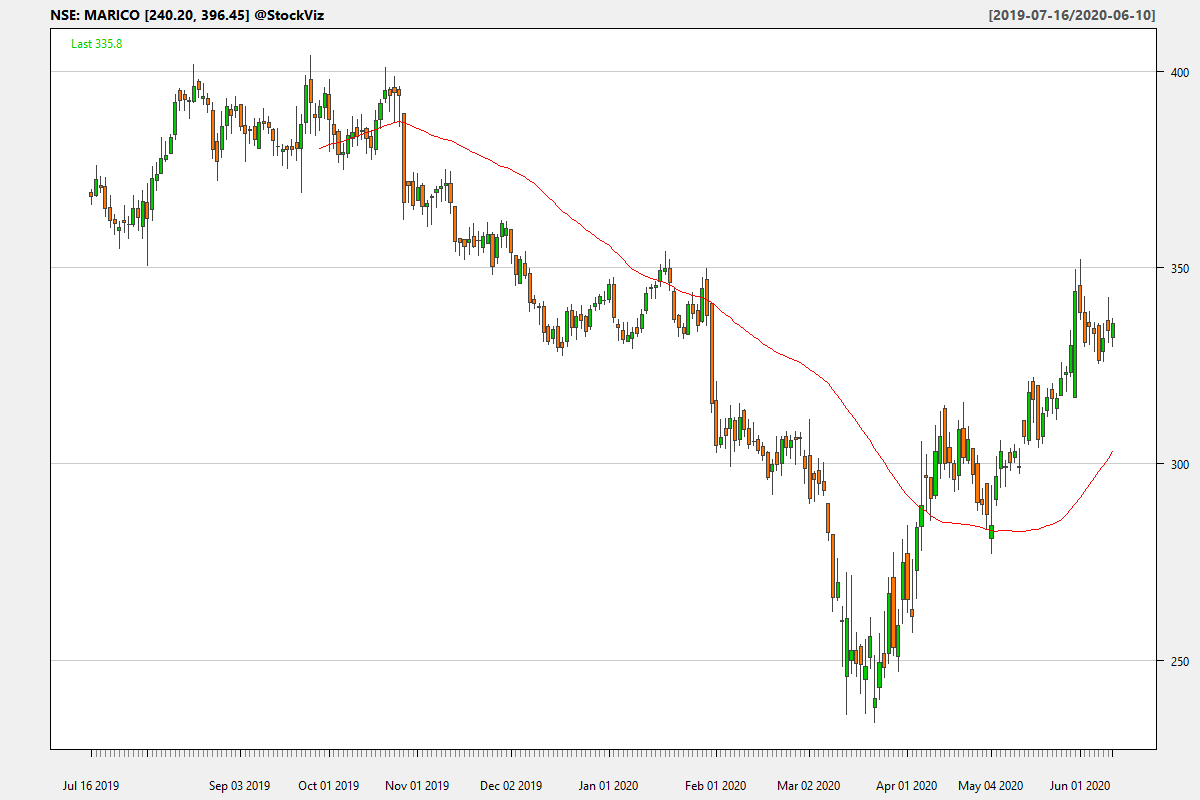 NSE: MARICO [240.20, 396.45] @StockViz [2019-07-16/2020-06-10]
Last 335.8
400
350
300
250
Jul 16 2019 Sep 03 2019 Oct 01 2019 Nov 01 2019 Dec 02 2019 Jan 01 2020 Feb 01 2020 Mar 02 2020 Apr 01 2020 May 04 2020 Jun 01 2020